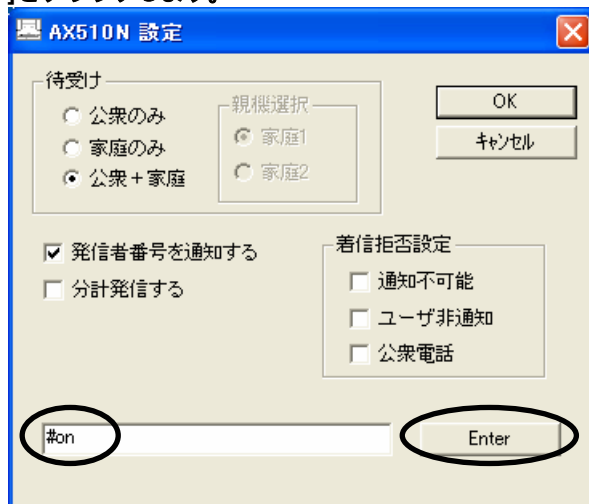 ]をクリックします。
AX510N 設定
待受け
公衆のみ
家庭のみ
公衆+家庭
親機選択
家庭1
家庭2
OK
キャンセル
発信者番号を通知する
分計発信する
着信拒否設定
通知不可能
ユーザ非通知
公衆電話
#on
Enter